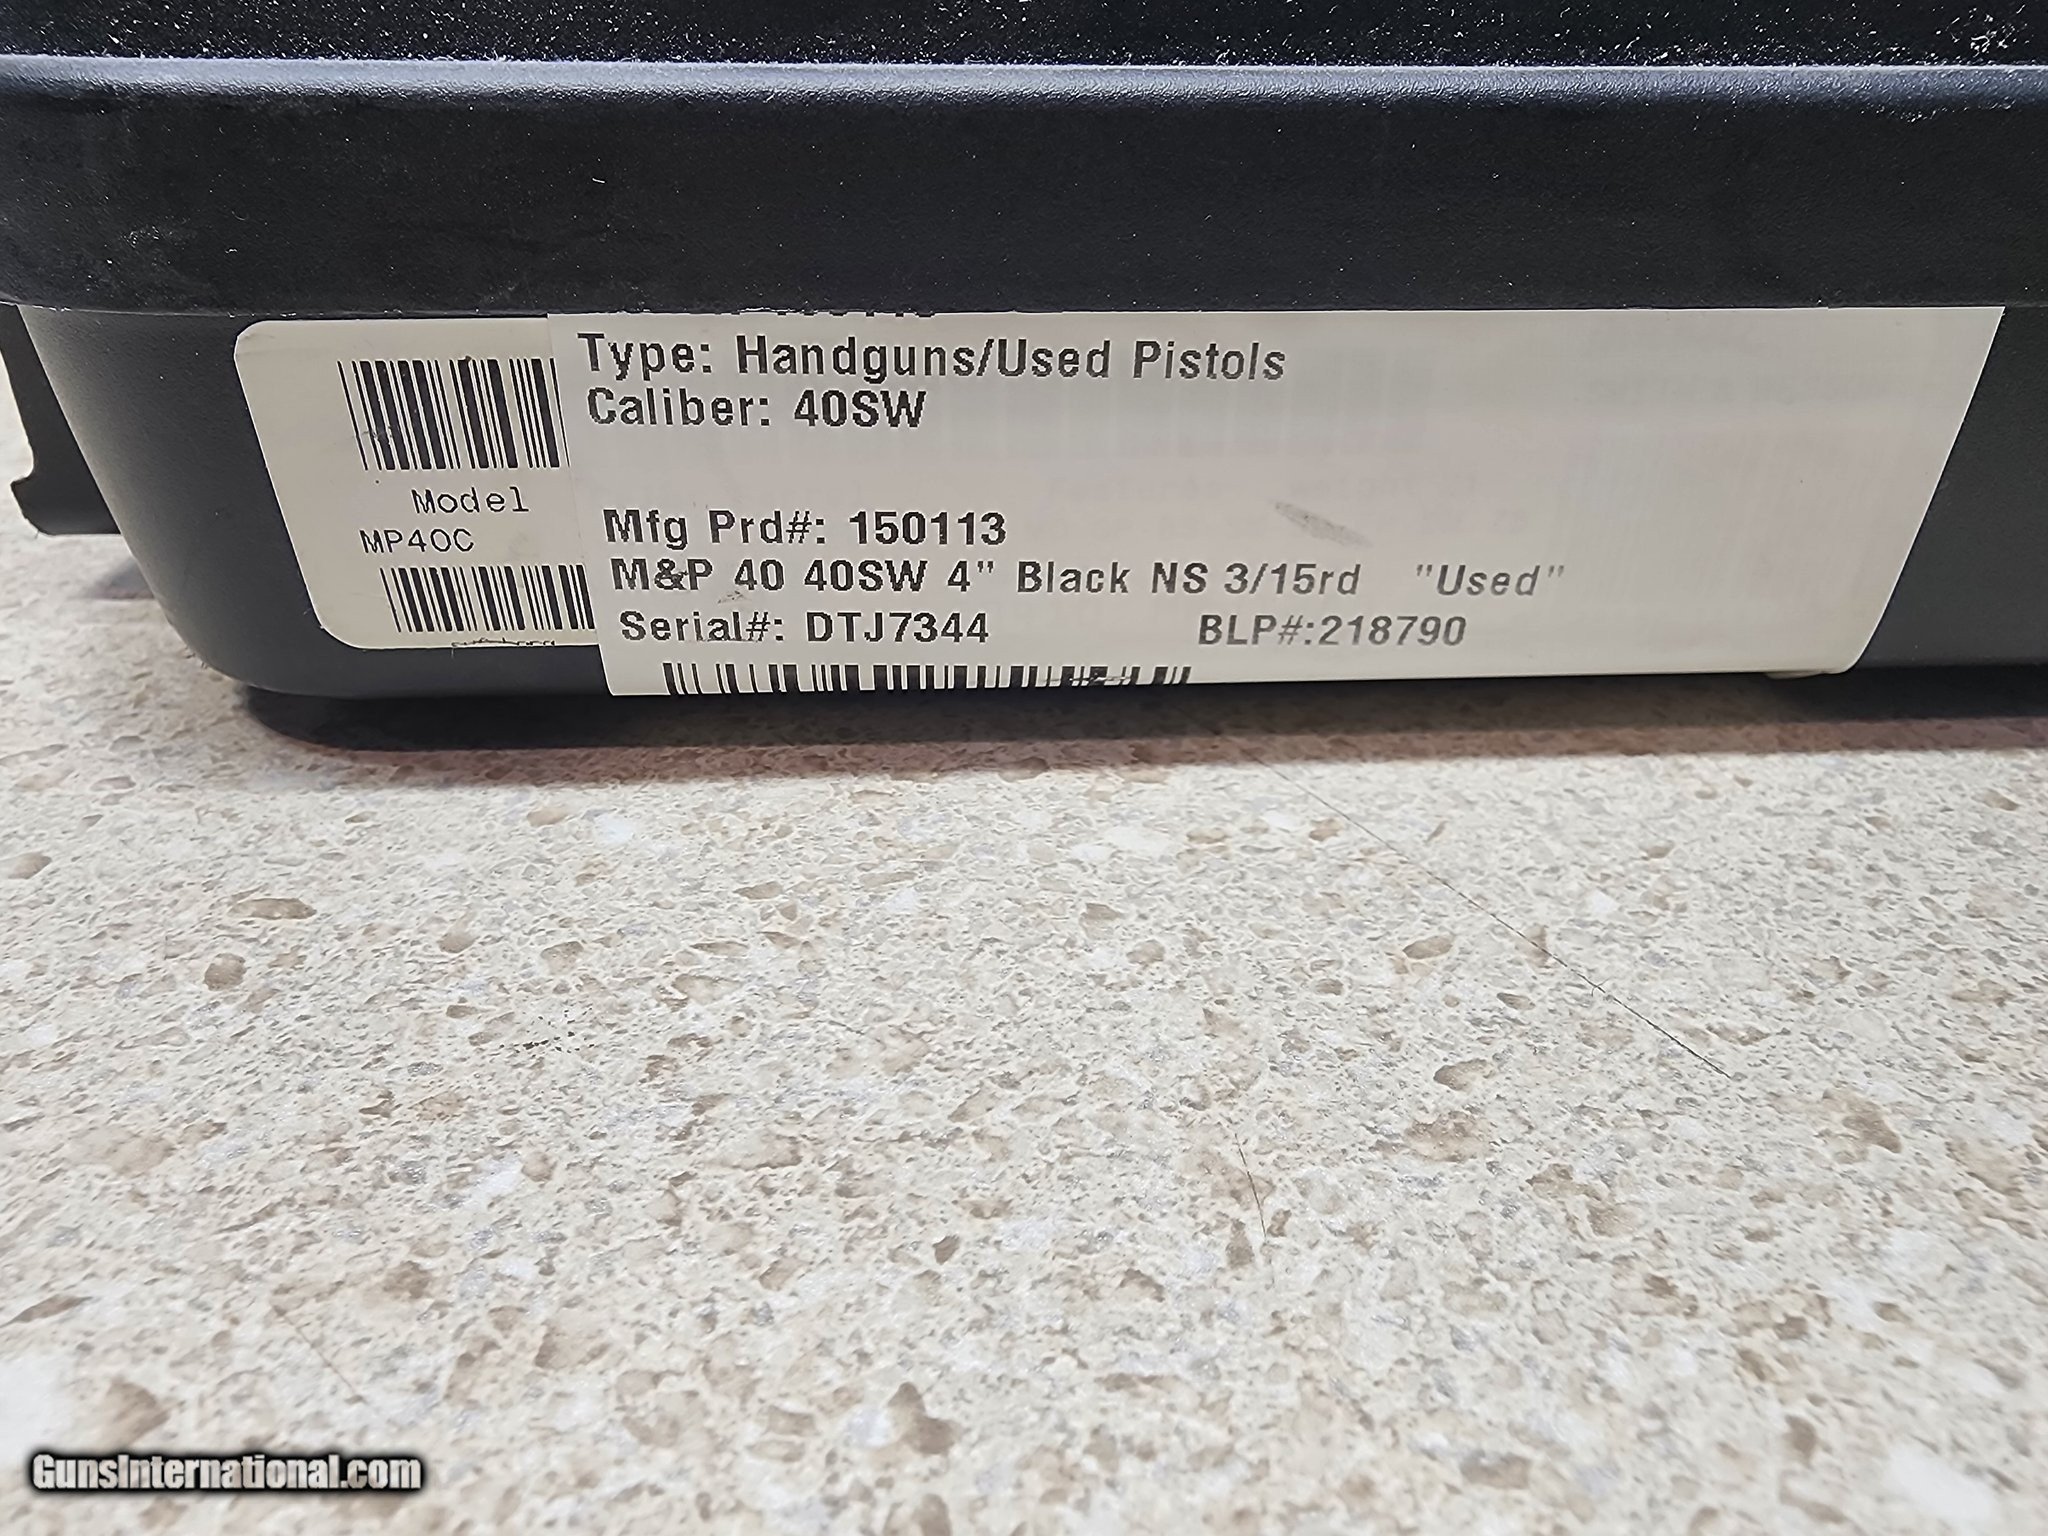 Model
MP40C
Type: Handguns/Used Pistols
Caliber: 40SW
Mfg Prd#: 150113
M&P 40 40SW 4" Black NS 3/15rd "Used"
Serial#: DTJ7344 BLP#:218790
GunsInternational.com